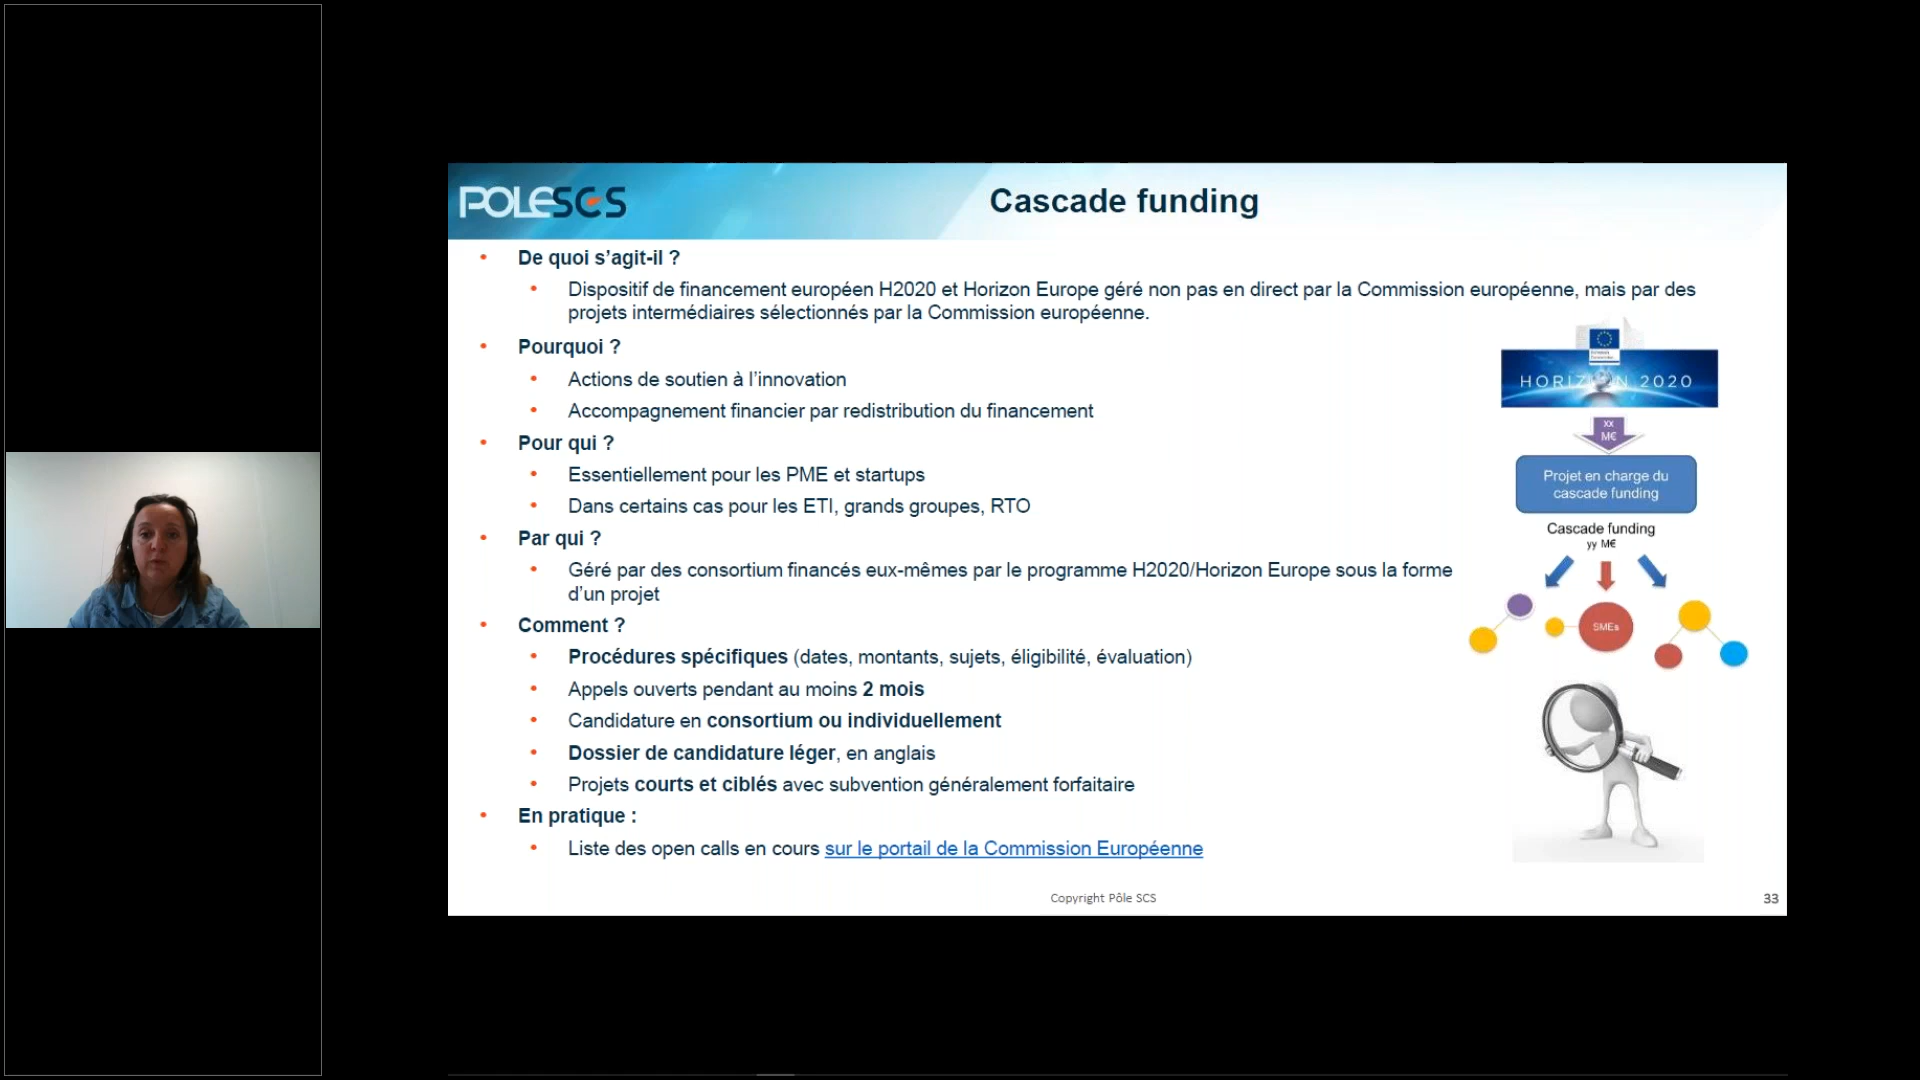 POLESCS
Cascade funding
De quoi s’agit-il ?
Dispositif de financement européen H2020 et Horizon Europe géré non pas en direct par la Commission européenne, mais par des
projets intermédiaires sélectionnés par la Commission européenne.
Pourquoi ?
Actions de soutien à l’innovation
Accompagnement financier par redistribution du financement
Pour qui ?
Essentiellement pour les PME et startups
Dans certains cas pour les ETI, grands groupes, RTO
Par qui ?
Géré par des consortium financés eux-mêmes par le programme H2020/Horizon Europe sous la forme
d’un projet
Comment ?
Procédures spécifiques (dates, montants, sujets, éligibilité, évaluation)
Appels ouverts pendant au moins 2 mois
Candidature en consortium ou individuellement
Dossier de candidature léger, en anglais
Projets courts et ciblés avec subvention généralement forfaitaire
En pratique :
Liste des open calls en cours sur le portail de la Commission Européenne
HORIZON 2020
xx
M€
Projet en charge du
cascade funding
Cascade funding
yy M€
SMEs
Copyright Pôle SCS
33